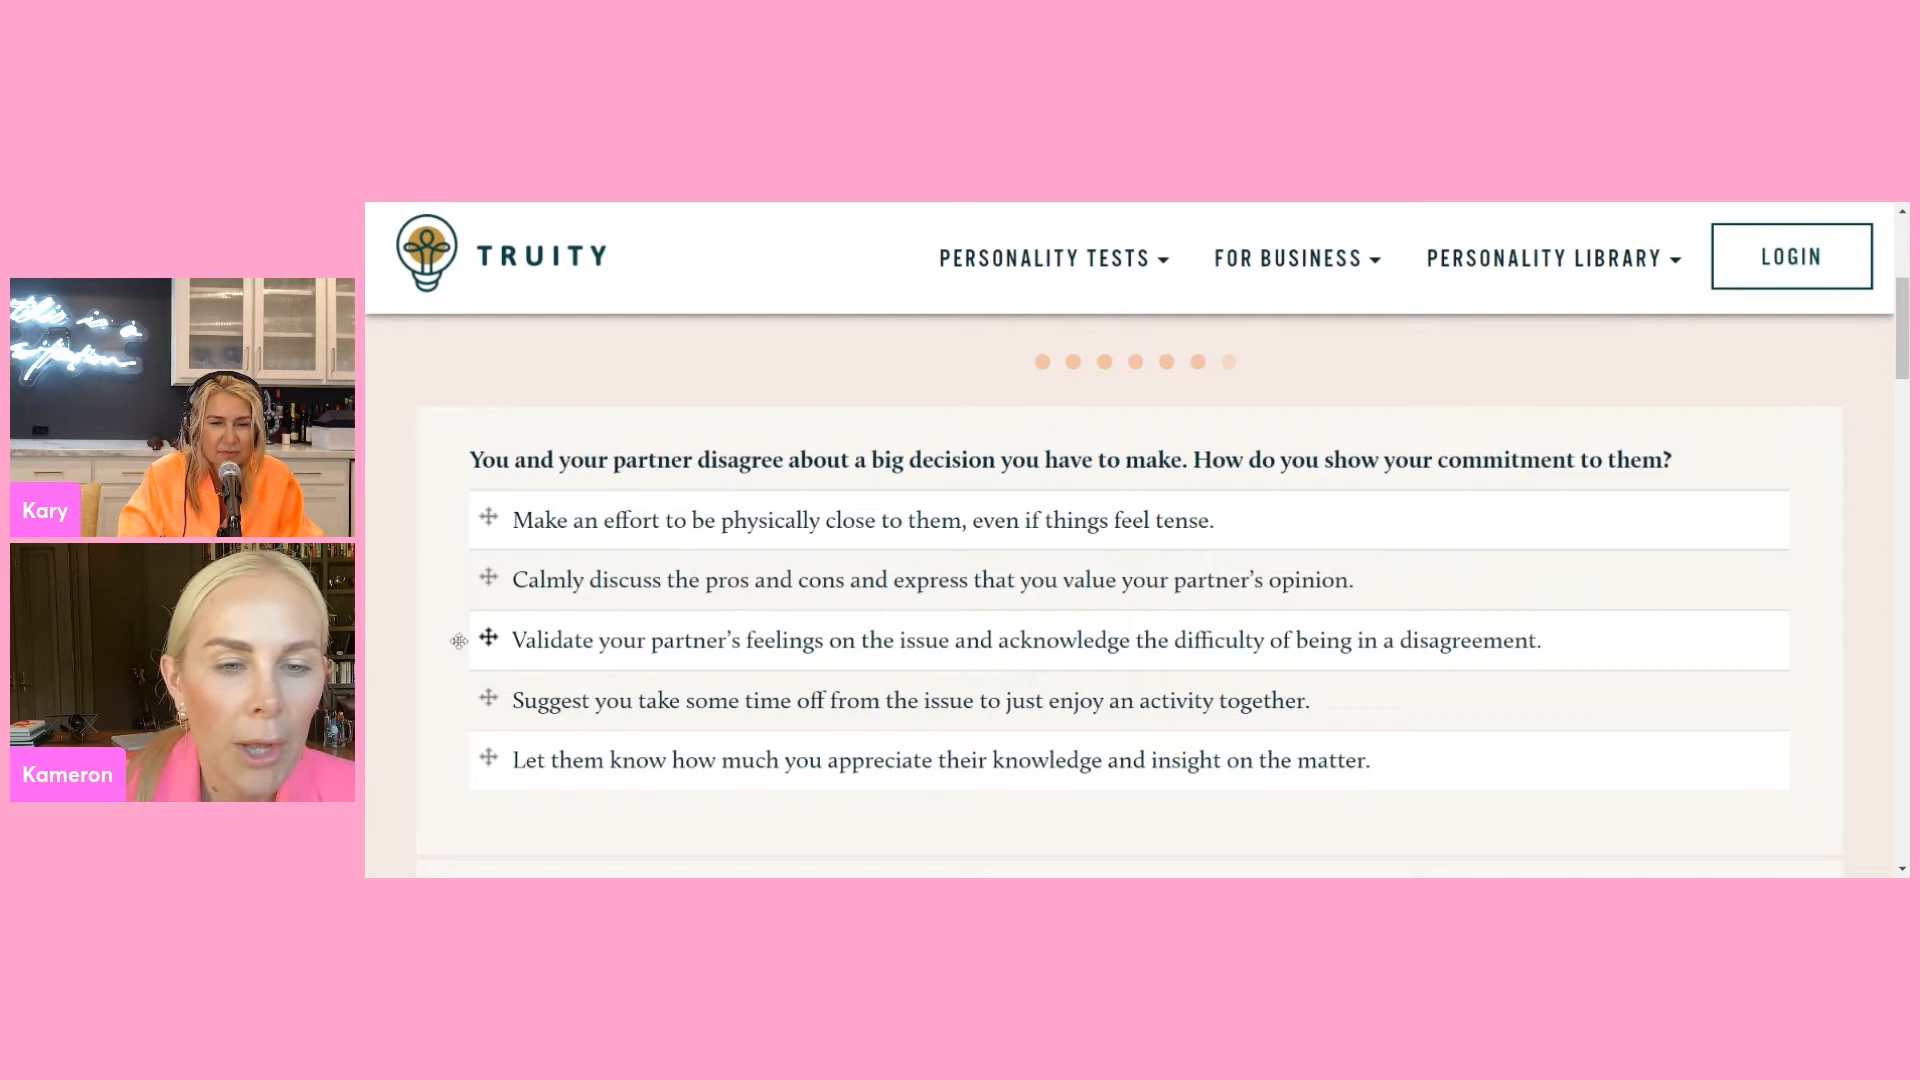 TRUITY
PERSONALITY TESTS
FOR BUSINESS
PERSONALITY LIBRARY
LOGIN
You and your partner disagree about a big decision you have to make. How do you show your commitment to them?
Make an effort to be physically close to them, even if things feel tense.
Calmly discuss the pros and cons and express that you value your partner's opinion.
Validate your partner's feelings on the issue and acknowledge the difficulty of being in a disagreement.
Suggest you take some time off from the issue to just enjoy an activity together.
Let them know how much you appreciate their knowledge and insight on the matter.
this is a
Kary
Kameron